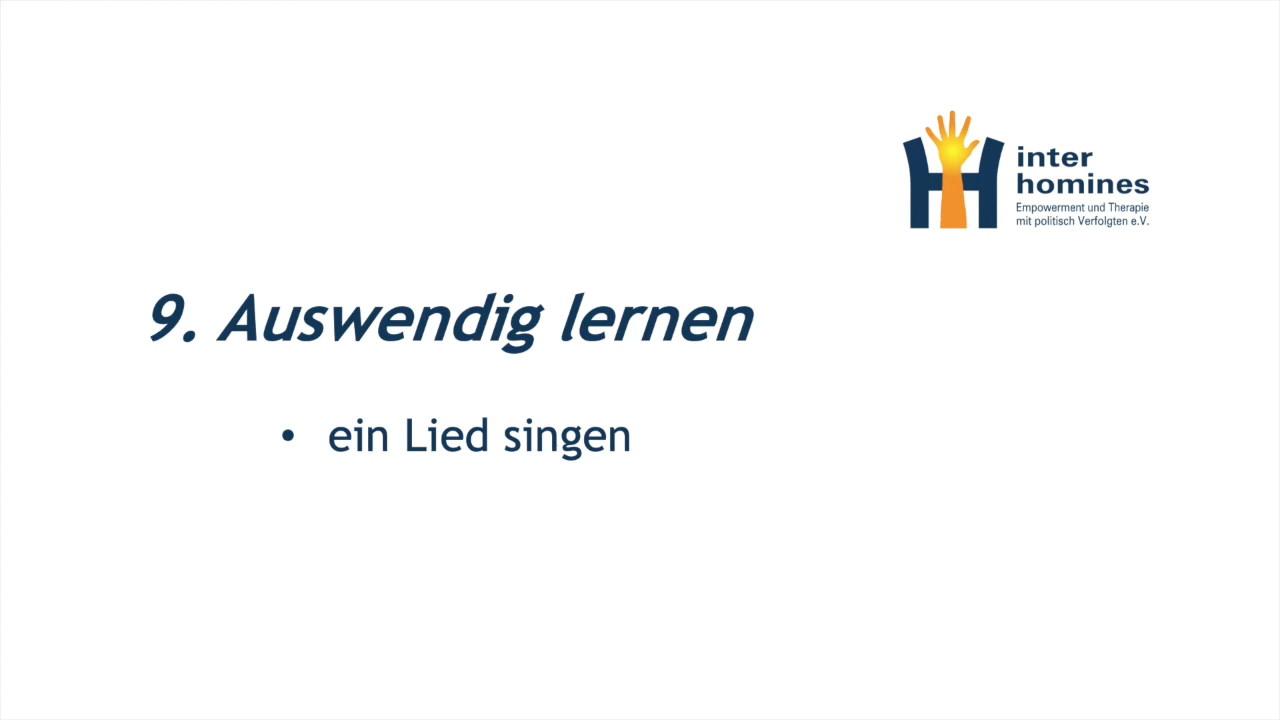 inter
homines
Empowerment und Therapie
mit politisch Verfolgten e.V.
9. Auswendig lernen
• ein Lied singen